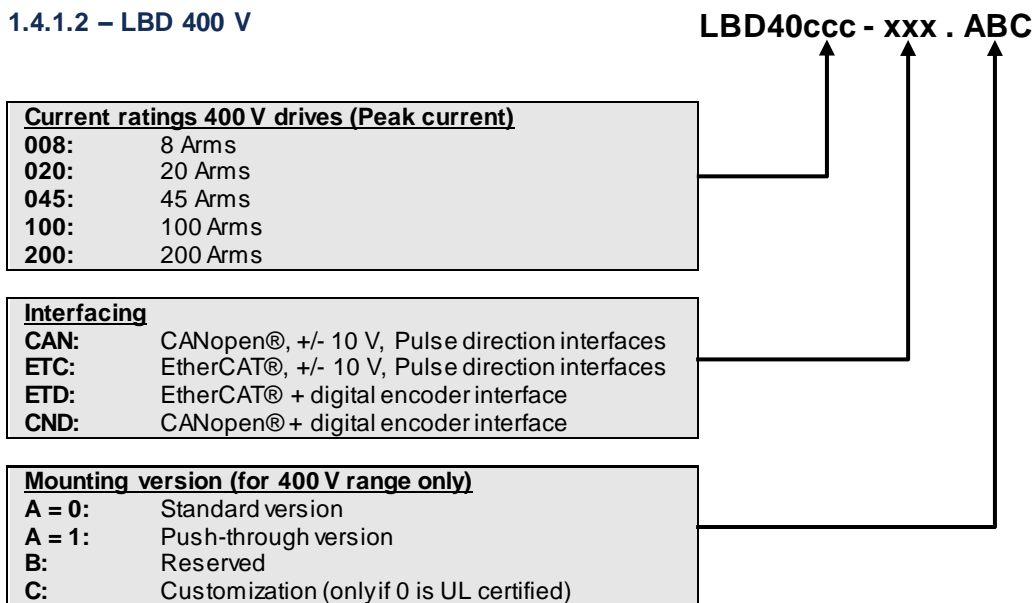 1.4.1.2 – LBD 400 V
LBD40ccc - xxx . ABC
Current ratings 400 V drives (Peak current)
008: 8 Arms
020: 20 Arms
045: 45 Arms
100: 100 Arms
200: 200 Arms
Interfacing
CAN: CANopen®, +/- 10 V, Pulse direction interfaces
ETC: EtherCAT®, +/- 10 V, Pulse direction interfaces
ETD: EtherCAT® + digital encoder interface
CND: CANopen® + digital encoder interface
Mounting version (for 400 V range only)
A = 0: Standard version
A = 1: Push-through version
B: Reserved
C: Customization (only if 0 is UL certified)